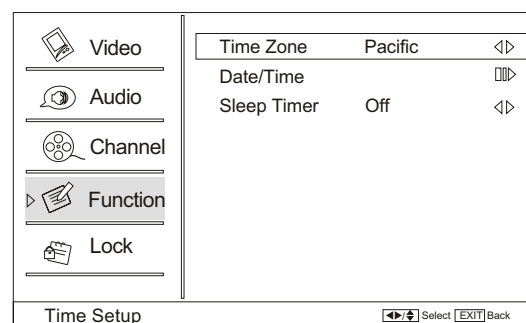 Video
Audio
Channel
Function
Lock
Time Zone Pacific
Date/Time
Sleep Timer Off
Time Setup
Select EXIT Back